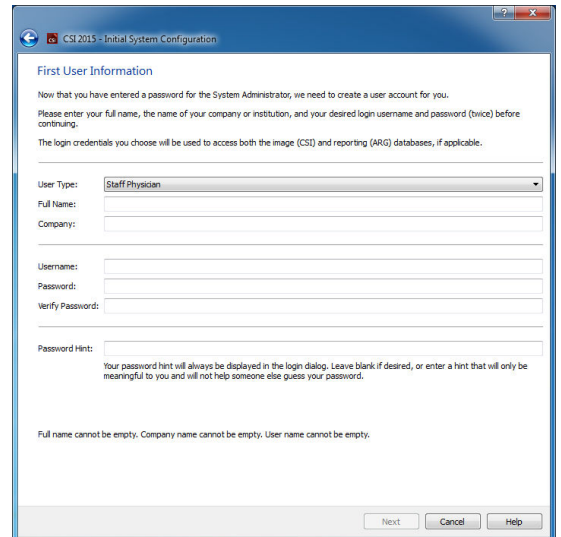 CSI 2015 - Initial System Configuration
First User Information
Now that you have entered a password for the System Administrator, we need to create a user account for you.
Please enter your full name, the name of your company or institution, and your desired login username and password (twice) before
continuing.
The login credentials you choose will be used to access both the image (CSI) and reporting (ARG) databases, if applicable.
User Type: Staff Physician
Full Name:
Company:
Username:
Password:
Verify Password:
Password Hint:
Your password hint will always be displayed in the login dialog. Leave blank if desired, or enter a hint that will only be
meaningful to you and will not help someone else guess your password.
Full name cannot be empty. Company name cannot be empty. User name cannot be empty.
Next Cancel Help